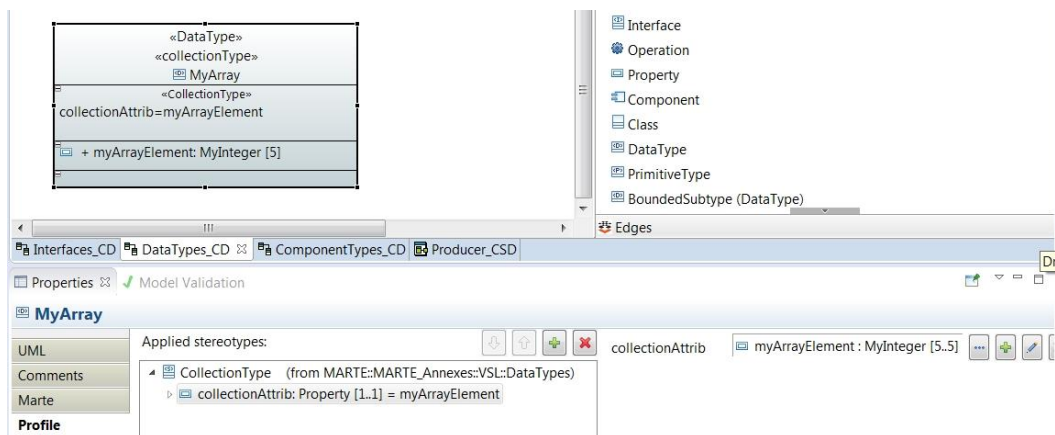 «DataType»
«collectionType»
MyArray
«CollectionType»
collectionAttrib=myArrayElement
+ myArrayElement: MyInteger [5]
Interface
Operation
Property
Component
Class
DataType
PrimitiveType
BoundedSubtype (DataType)
Edges
Interfaces_CD DataTypes_CD ComponentTypes_CD Producer_CSD
Dr
Properties Model Validation
MyArray
UML
Comments
Marte
Profile
Applied stereotypes:
CollectionType (from MARTE::MARTE_Annexes::VSL::DataTypes)
collectionAttrib: Property [1..1] = myArrayElement
collectionAttrib myArrayElement : MyInteger [5..5]